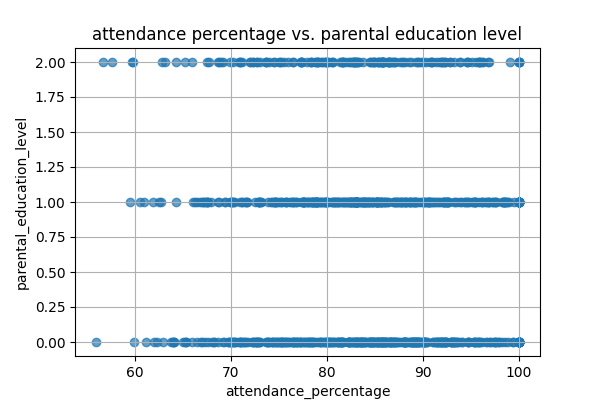 attendance percentage vs. parental education level
2.00
1.75
1.50
1.25
1.00
0.75
0.50
0.25
0.00
parental_education_level
60 70 80 90 100
attendance_percentage